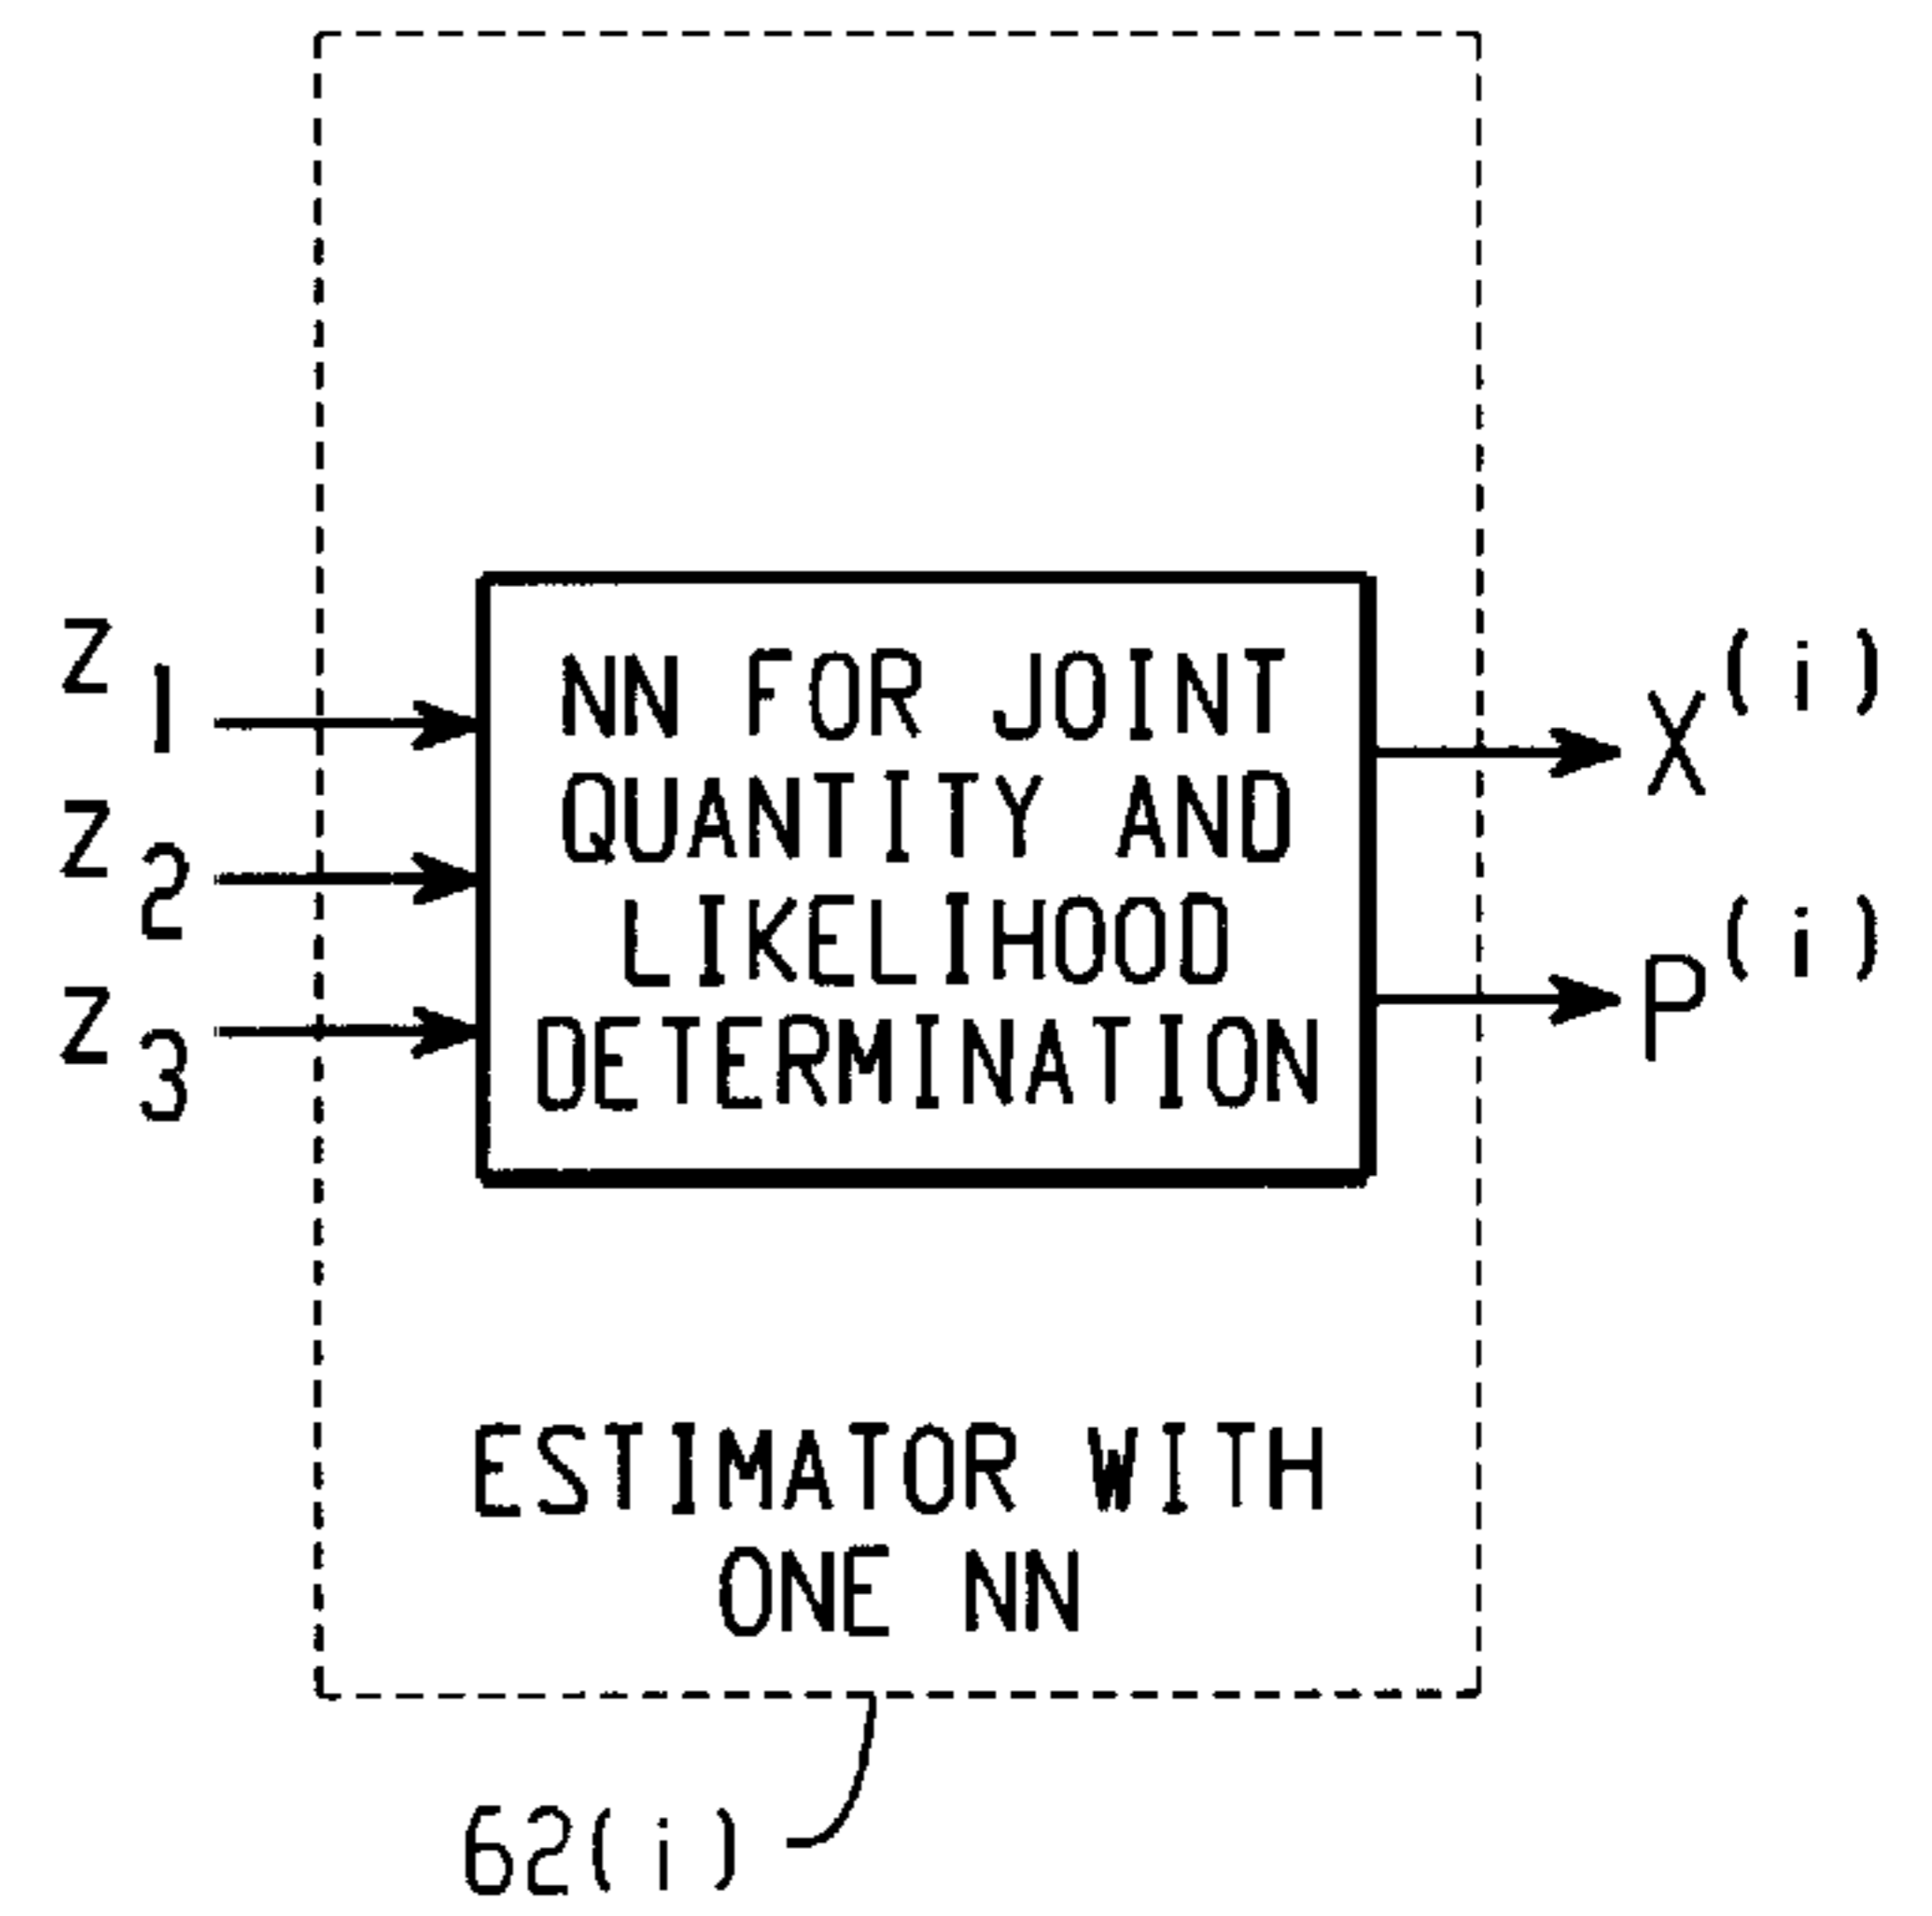 Z1
Z2
Z3
NN FOR JOINT
QUANTITY AND
LIKELIHOOD
DETERMINATION
X(i)
P(i)
ESTIMATOR WITH
ONE NN
62(i)